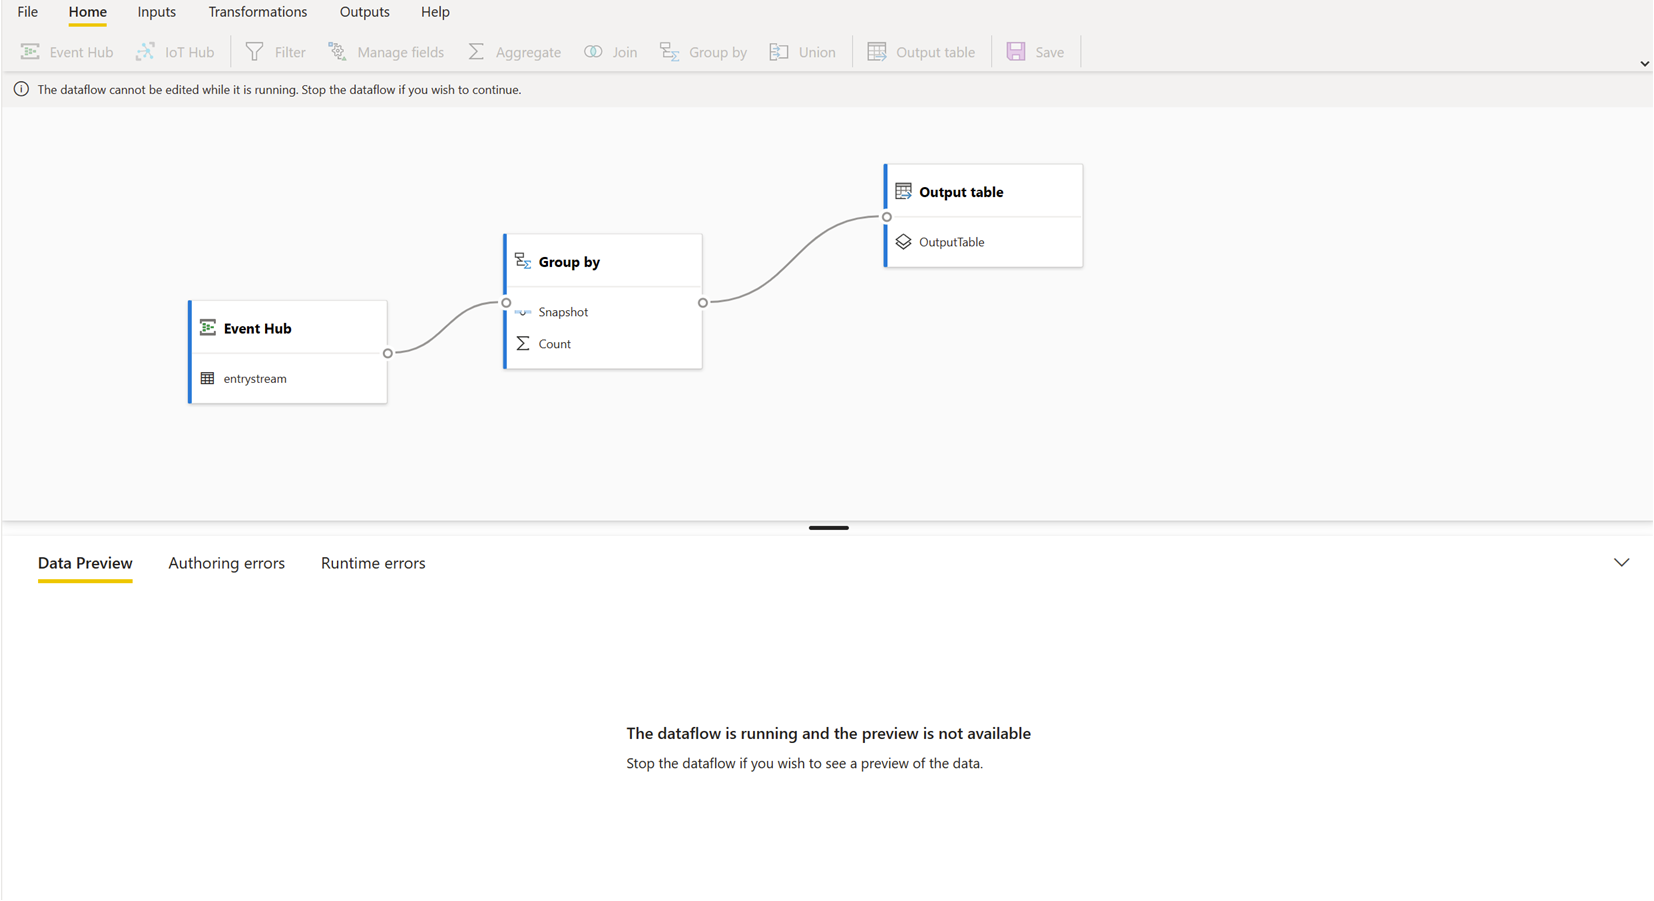 File Home Inputs Transformations Outputs Help
Event Hub IoT Hub Filter Manage fields Aggregate Join Group by Union Output table Save
The dataflow cannot be edited while it is running. Stop the dataflow if you wish to continue.
Output table
OutputTable
Group by
Snapshot
Count
Event Hub
entrystream
Data Preview Authoring errors Runtime errors
The dataflow is running and the preview is not available
Stop the dataflow if you wish to see a preview of the data.